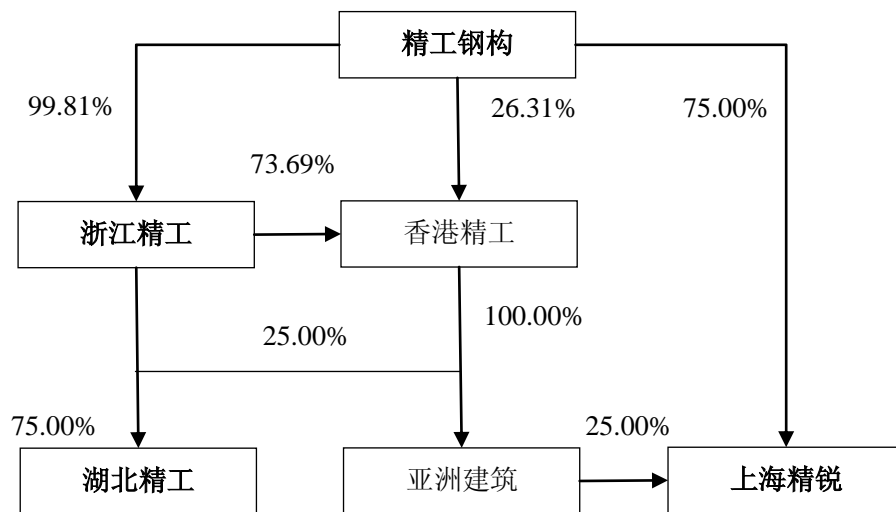 精工钢构
99.81%
26.31%
75.00%
73.69%
浙江精工
香港精工
100.00%
25.00%
75.00%
25.00%
湖北精工
亚洲建筑
上海精锐